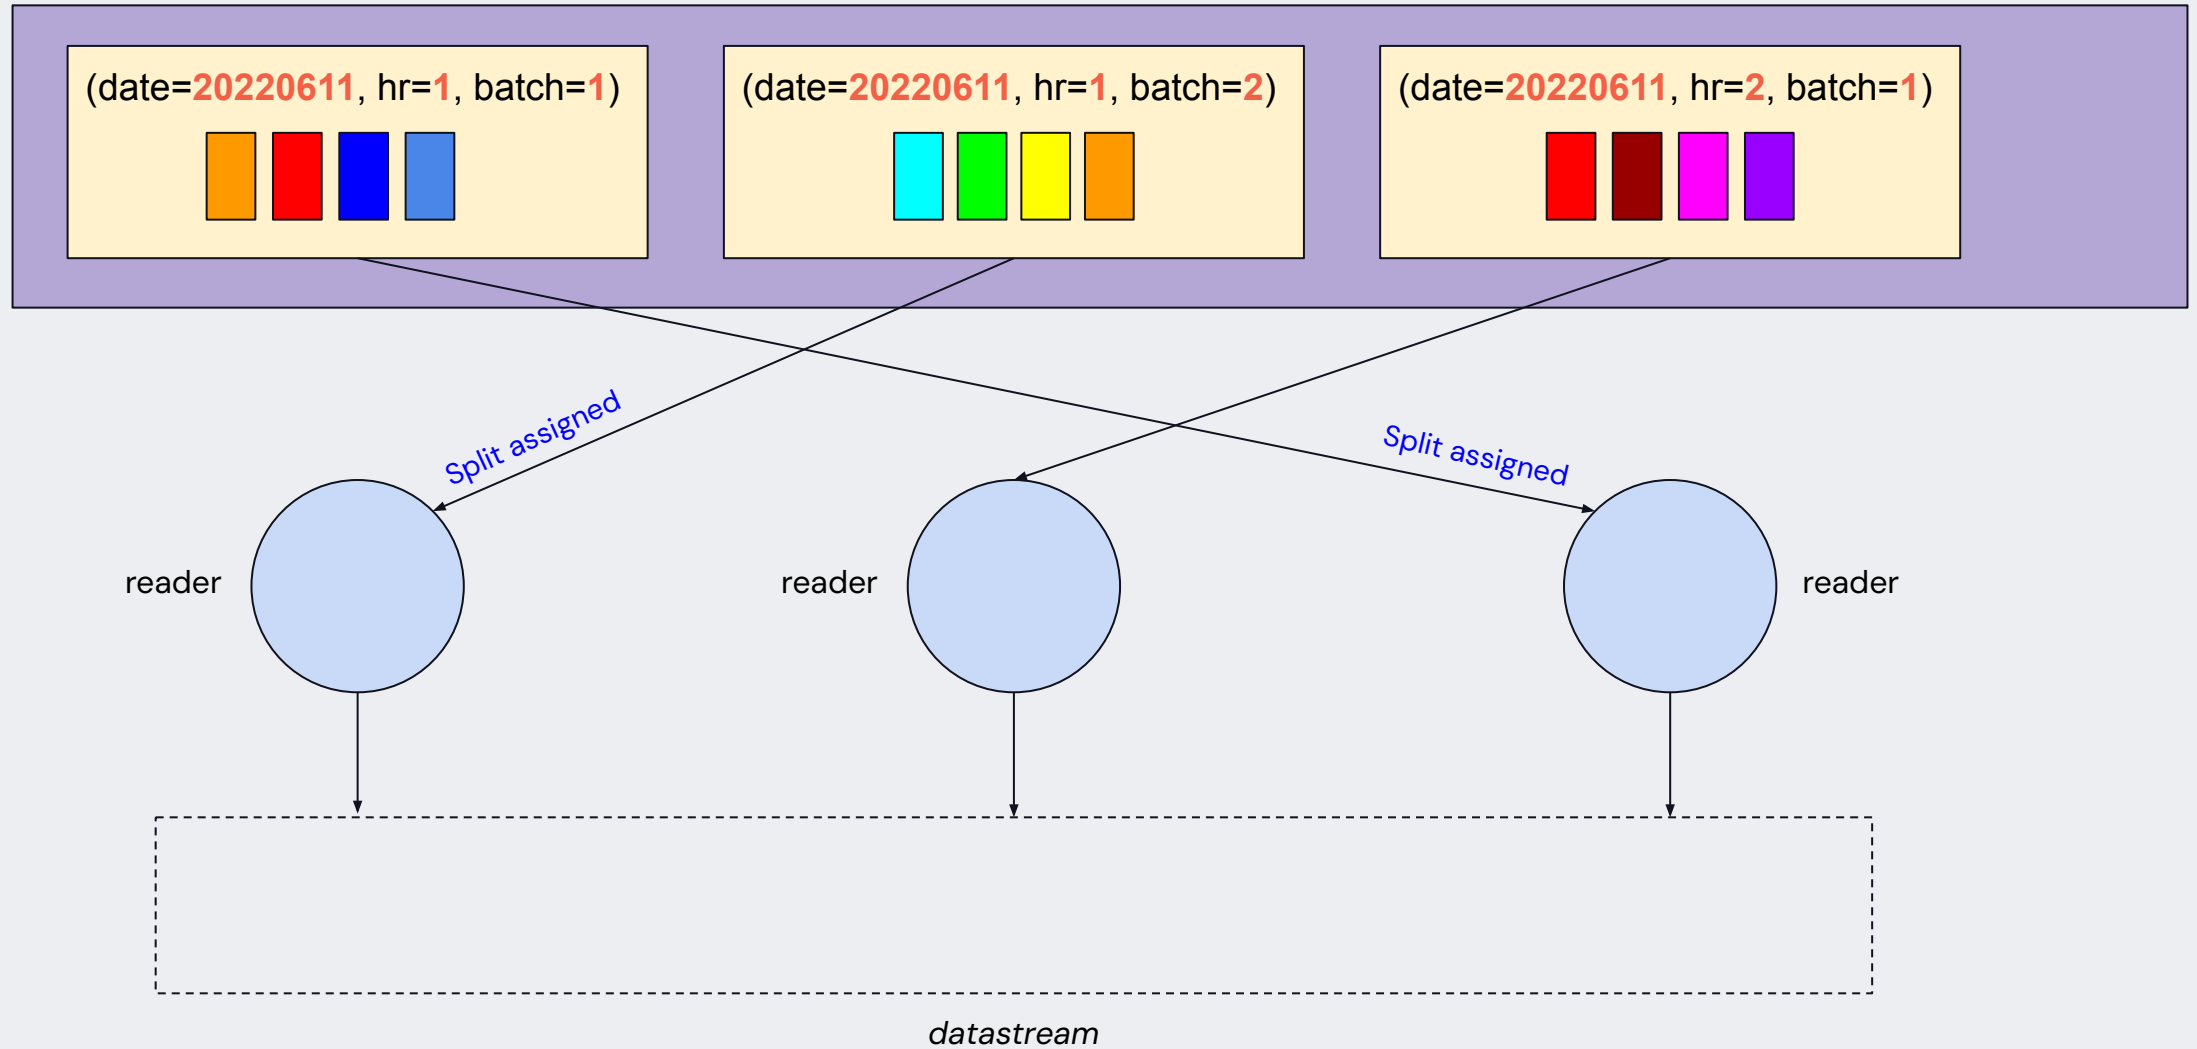 (date=20220611, hr=1, batch=1)
(date=20220611, hr=1, batch=2)
(date=20220611, hr=2, batch=1)
Split assigned
Split assigned
reader
reader
reader
datastream